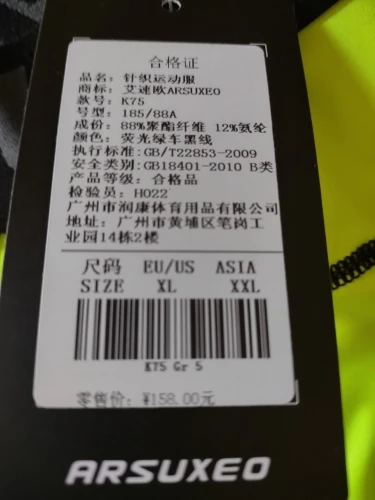 合格证
品名: 针织运动服
商标: 艾速欧ARSUXEO
款号: K75
号型: 185/88A
成份: 88%聚酯纤维 12%氨纶
颜色: 荧光绿车黑线
执行标准:GB/T22853-2009
安全类别:GB18401-2010 B类
产品等级: 合格品
检验员: H022
广州市润康体育用品有限公司
地址: 广州市黄埔区笔岗工
业园14栋2楼
尺码 EU/US ASIA
SIZE XL XXL
K75 Gr 5
零售价: ¥158.00元
ARSUXEO